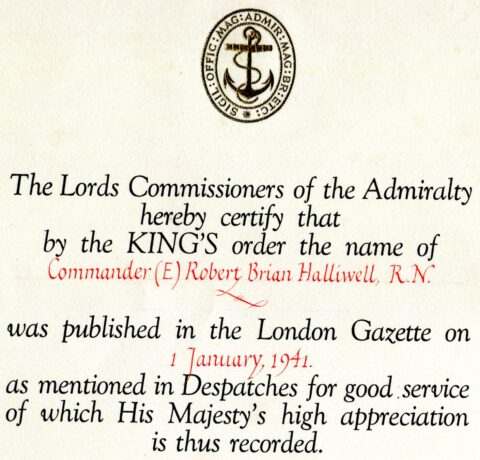 SIGIL: OFFIC: MAG: ADMIR: MAG: BR: ETC:
The Lords Commissioners of the Admiralty
hereby certify that
by the KING'S order the name of
Commander (E) Robert Brian Halliwell, R.N.
was published in the London Gazette on
1 January, 1941.
as mentioned in Despatches for good service
of which His Majesty's high appreciation
is thus recorded.